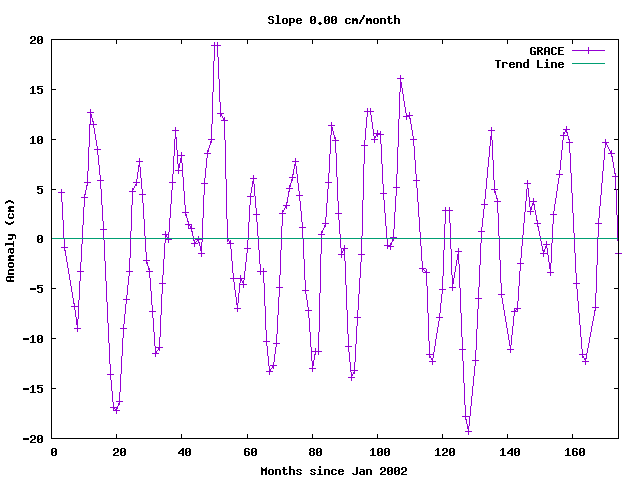 Slope 0.00 cm/month
GRACE
Trend Line
Anomaly (cm)
20
15
10
5
0
-5
-10
-15
-20
0 20 40 60 80 100 120 140 160
Months since Jan 2002